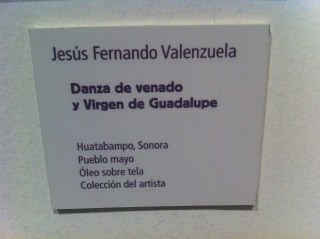 Jesús Fernando Valenzuela
Danza de venado
y Virgen de Guadalupe
Huatabampo, Sonora
Pueblo mayo
Óleo sobre tela
Colección del artista